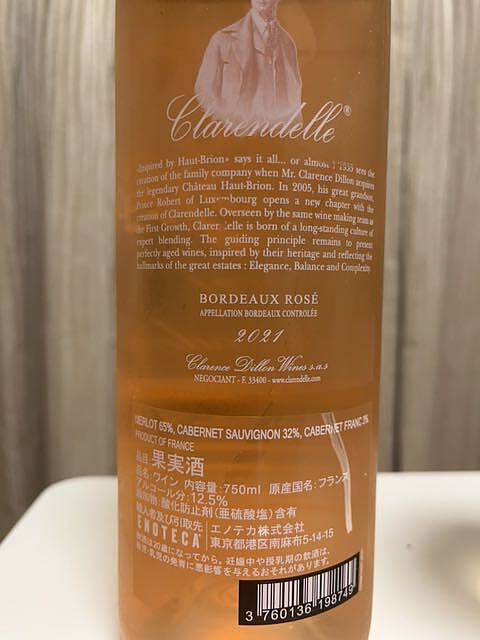 Clarendelle®
«Inspired by Haut-Brion» says it all... or almost! 1935 sees the
creation of the family company when Mr. Clarence Dillon acquires
the legendary Château Haut-Brion. In 2005, his great grandson,
Prince Robert of Luxembourg opens a new chapter with the
creation of Clarendelle. Overseen by the same wine making team as
the First Growth, Clarendelle is born of a long-standing culture of
expert blending. The guiding principle remains to present
perfectly aged wines, inspired by their heritage and reflecting the
hallmarks of the great estates : Elegance, Balance and Complexity.
BORDEAUX ROSÉ
APPELLATION BORDEAUX CONTROLÉE
2021
Clarence Dillon Wines s.a.s
NEGOCIANT - F. 33400 - www.clarendelle.com
MERLOT 65%, CABERNET SAUVIGNON 32%, CABERNET FRANC 3%
PRODUCT OF FRANCE
品目:果実酒
品名:ワイン 内容量:750ml 原産国名:フランス
アルコール分:12.5%
添加物:酸化防止剤(亜硫酸塩)含有
輸入者及び引取先 エノテカ株式会社
ENOTECA 東京都港区南麻布5-14-15
飲酒は20歳になってから。妊娠中や授乳期の飲酒は、
胎児・乳児の発育に悪影響を与えるおそれがあります。
3 760136 198749